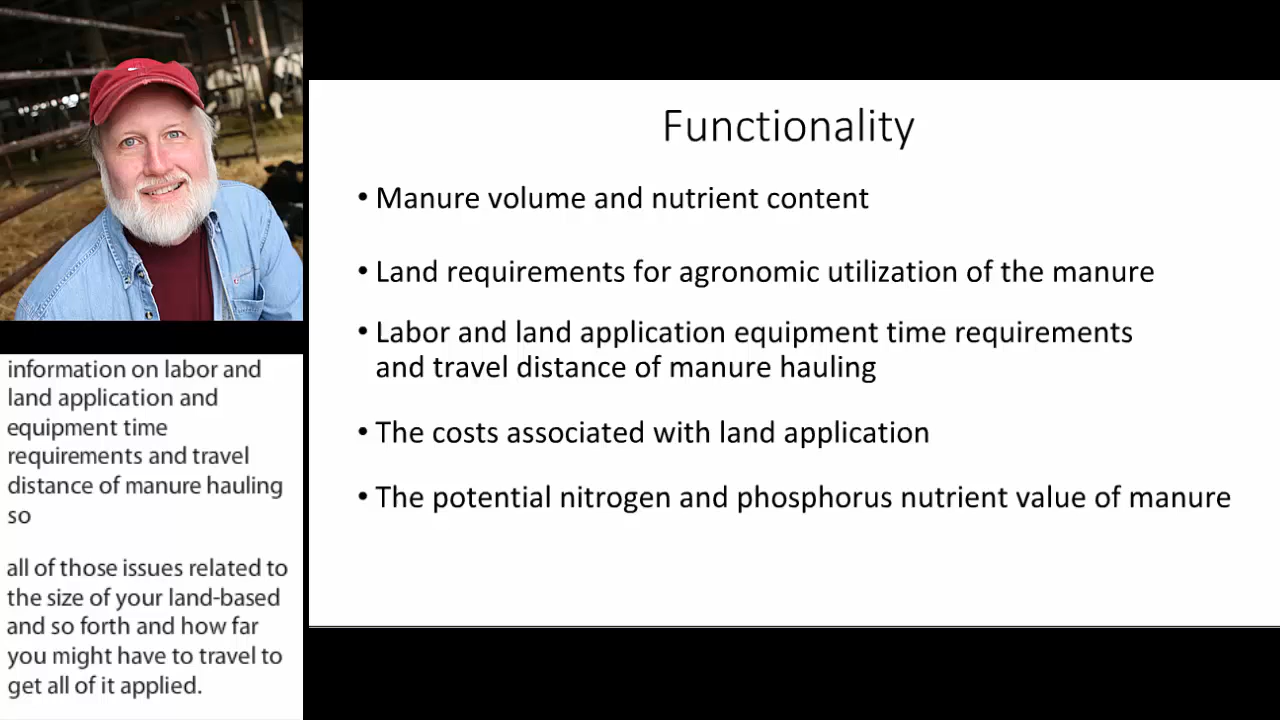 Functionality
• Manure volume and nutrient content
• Land requirements for agronomic utilization of the manure
• Labor and land application equipment time requirements
and travel distance of manure hauling
• The costs associated with land application
• The potential nitrogen and phosphorus nutrient value of manure
information on labor and
land application and
equipment time
requirements and travel
distance of manure hauling
so
all of those issues related to
the size of your land-based
and so forth and how far
you might have to travel to
get all of it applied.